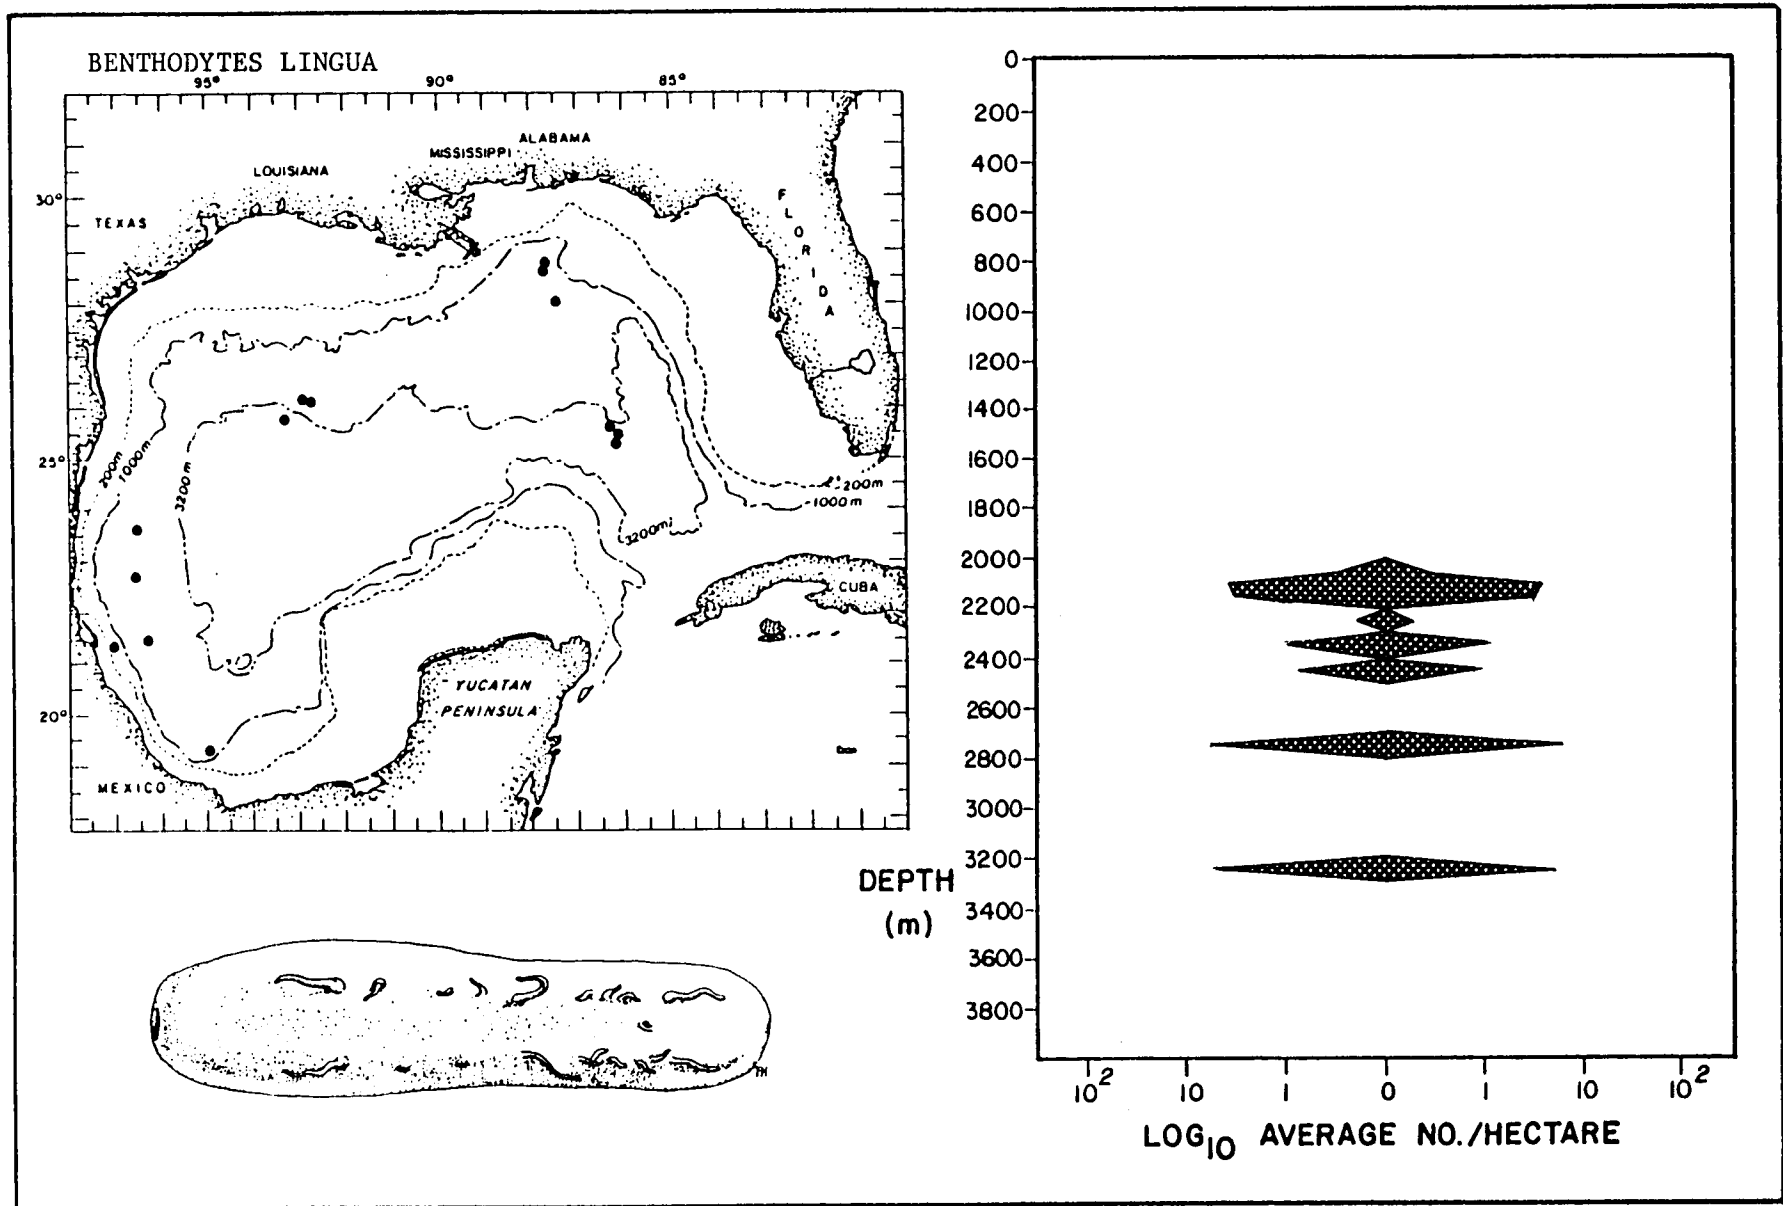 BENTHODYTES LINGUA
95° 90° 85°
ALABAMA
MISSISSIPPI
LOUISIANA
30°
TEXAS
FLORIDA
25°
200m
1000m
3200m
200m
1000m
3200m
CUBA
YUCATAN
PENINSULA
20°
MEXICO
0
200
400
600
800
1000
1200
1400
1600
1800
2000
2200
2400
2600
2800
3000
3200
3400
3600
3800
DEPTH
(m)
10² 10 1 0 1 10 10²
LOG₁₀ AVERAGE NO./HECTARE